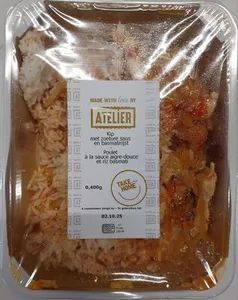 MADE WITH love BY
ATELIER
Kip
met zoetzure saus
en basmatirijst
Poulet
à la sauce aigre-douce
et riz basmati
0,400g
TAKE HOME
02.10.25